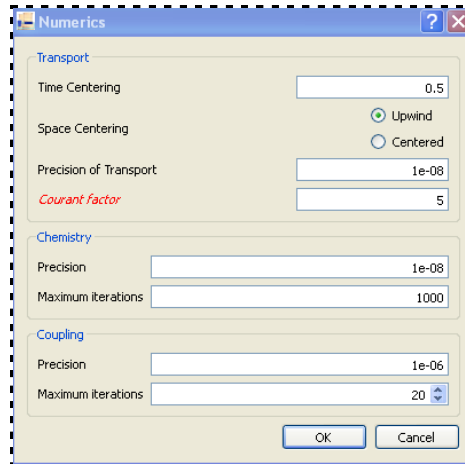 Numerics
Transport
Time Centering 0.5
Space Centering
Upwind
Centered
Precision of Transport 1e-08
Courant factor 5
Chemistry
Precision 1e-08
Maximum iterations 1000
Coupling
Precision 1e-06
Maximum iterations 20
OK Cancel